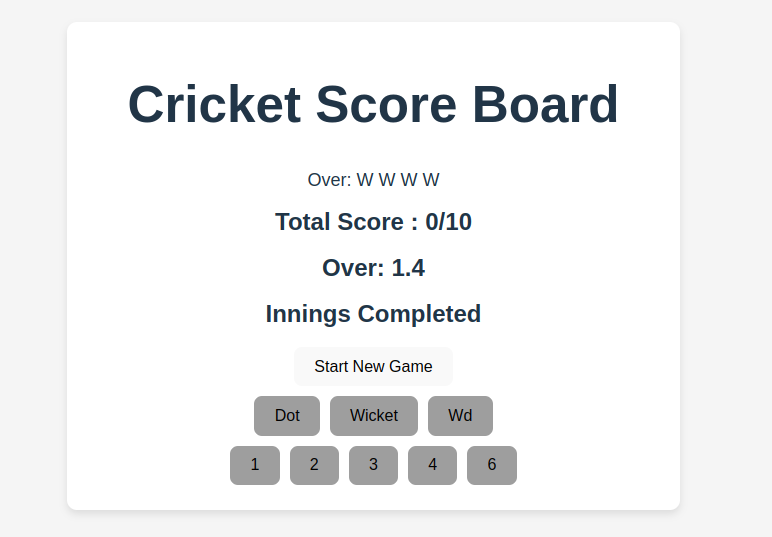 Cricket Score Board
Over: W W W W
Total Score : 0/10
Over: 1.4
Innings Completed
Start New Game
Dot Wicket Wd
1 2 3 4 6